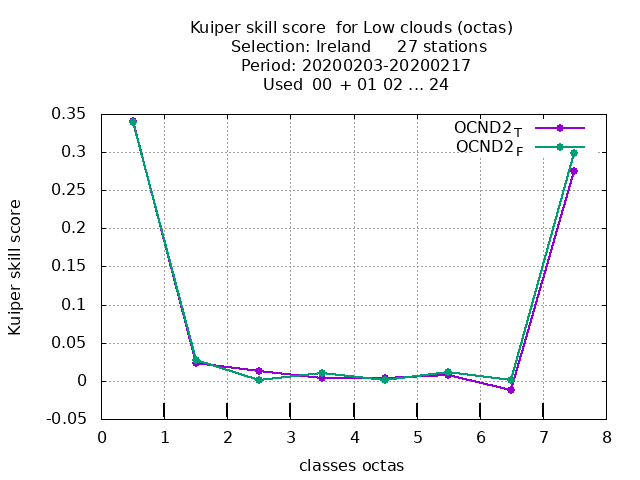 Kuiper skill score  for Low clouds (octas)
Selection: Ireland     27 stations
Period: 20200203-20200217
Used  00 + 01 02 ... 24
OCND2_T
OCND2_F
0.35
0.3
0.25
0.2
0.15
0.1
0.05
0
-0.05
Kuiper skill score
0 1 2 3 4 5 6 7 8
classes octas